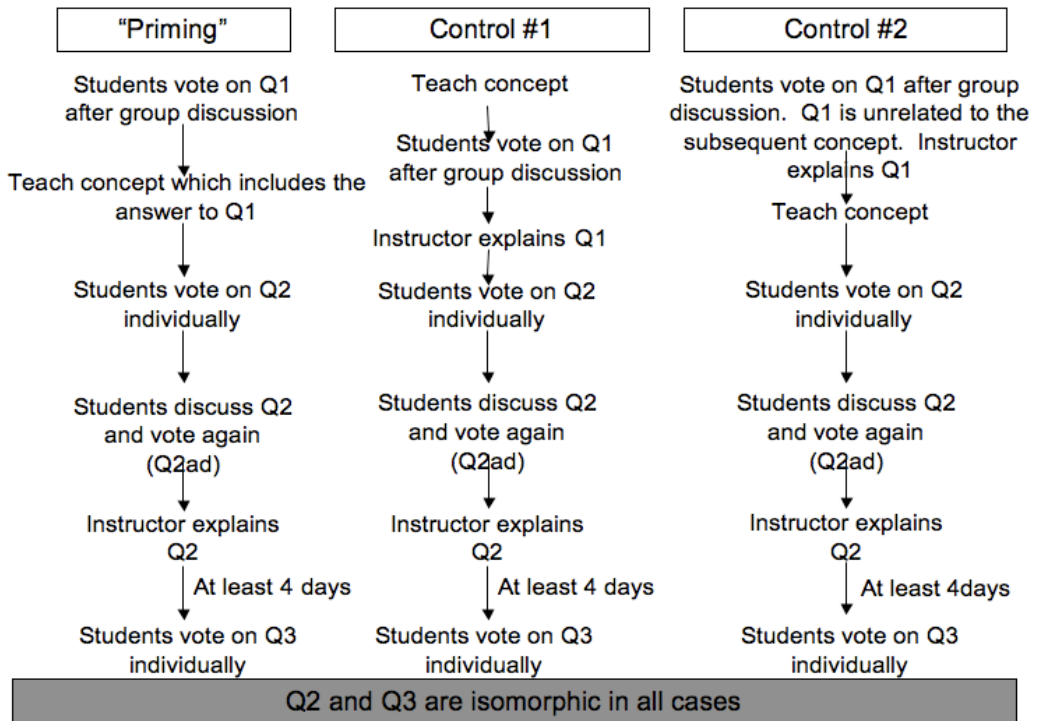 “Priming”
Students vote on Q1
after group discussion
Teach concept which includes the
answer to Q1
Students vote on Q2
individually
Students discuss Q2
and vote again
(Q2ad)
Instructor explains
Q2
At least 4 days
Students vote on Q3
individually
Control #1
Teach concept
Students vote on Q1
after group discussion
Instructor explains Q1
Students vote on Q2
individually
Students discuss Q2
and vote again
(Q2ad)
Instructor explains
Q2
At least 4 days
Students vote on Q3
individually
Control #2
Students vote on Q1 after group
discussion. Q1 is unrelated to the
subsequent concept. Instructor
explains Q1
Teach concept
Students vote on Q2
individually
Students discuss Q2
and vote again
(Q2ad)
Instructor explains
Q2
At least 4days
Students vote on Q3
individually
Q2 and Q3 are isomorphic in all cases